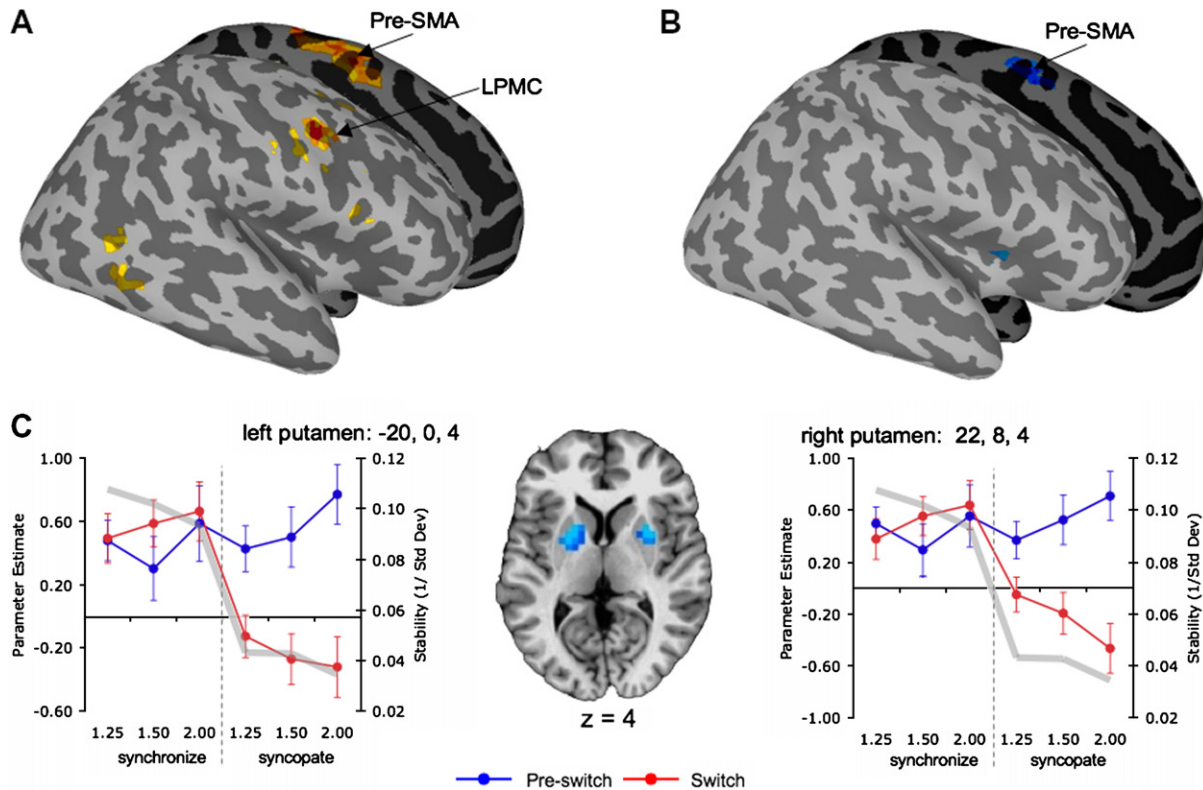 A
Pre-SMA
LPMC
B
Pre-SMA
C
left putamen: -20, 0, 4
1.00
0.60
0.20
-0.20
-0.60
Parameter Estimate
0.12
0.10
0.08
0.06
0.04
0.02
Stability (1/ Std Dev)
1.25 1.50 2.00 1.25 1.50 2.00
synchronize syncopate
z = 4
right putamen: 22, 8, 4
1.00
0.60
0.20
-0.20
-0.60
-1.00
Parameter Estimate
0.12
0.10
0.08
0.06
0.04
0.02
Stability (1/ Std Dev)
1.25 1.50 2.00 1.25 1.50 2.00
synchronize syncopate
Pre-switch Switch